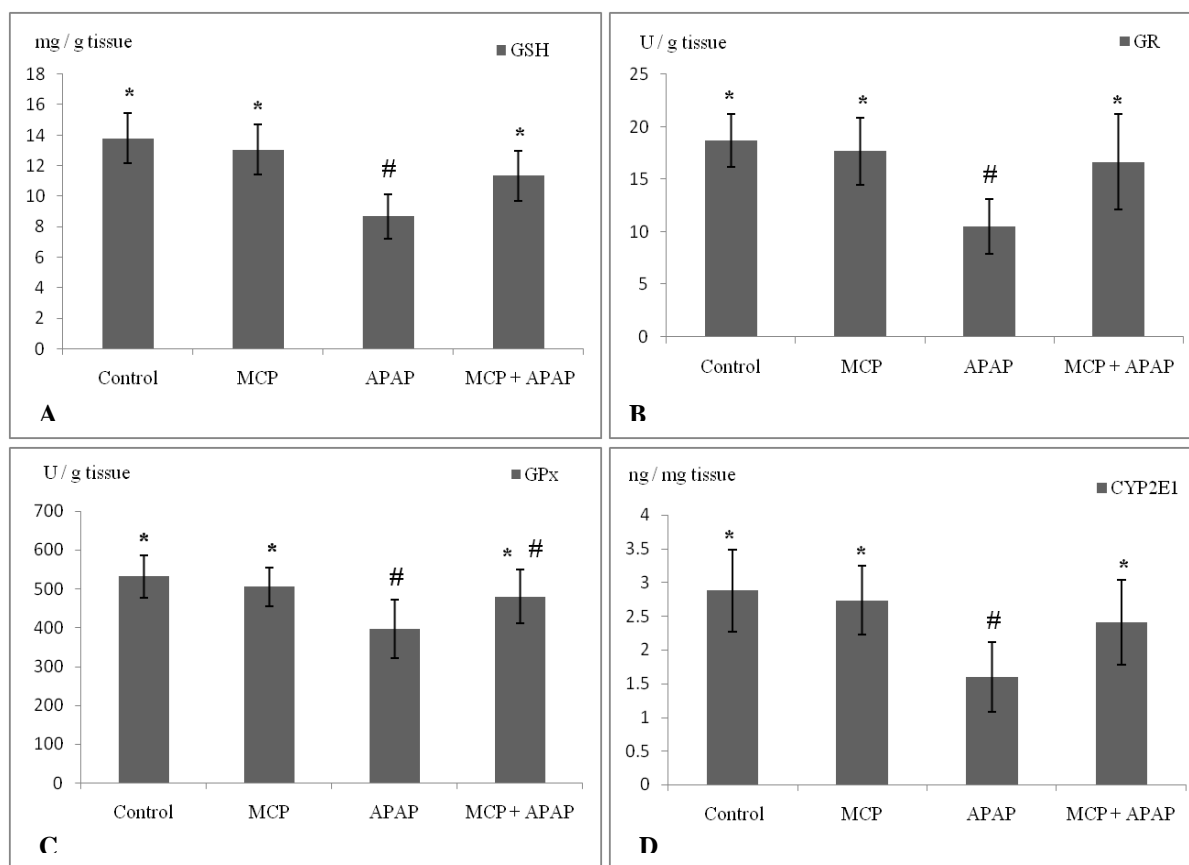 mg / g tissue
GSH
18
16
14
12
10
8
6
4
2
0
* * # *
Control MCP APAP MCP + APAP
A
U / g tissue
GR
25
20
15
10
5
0
* * # *
Control MCP APAP MCP + APAP
B
U / g tissue
GPx
700
600
500
400
300
200
100
0
* * # * #
Control MCP APAP MCP + APAP
C
ng / mg tissue
CYP2E1
4
3.5
3
2.5
2
1.5
1
0.5
0
* * # *
Control MCP APAP MCP + APAP
D